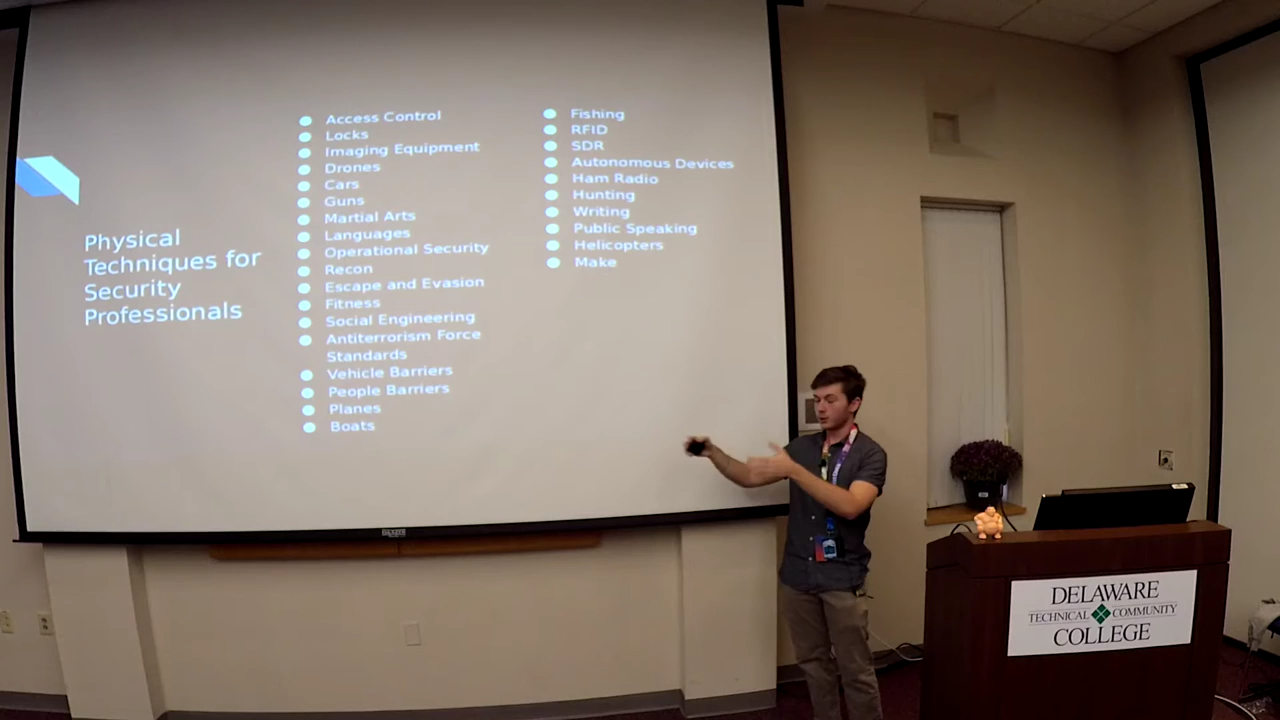 Physical
Techniques for
Security
Professionals
Access Control
Locks
Imaging Equipment
Drones
Cars
Guns
Martial Arts
Languages
Operational Security
Recon
Escape and Evasion
Fitness
Social Engineering
Antiterrorism Force
Standards
Vehicle Barriers
People Barriers
Planes
Boats
Fishing
RFID
SDR
Autonomous Devices
Ham Radio
Hunting
Writing
Public Speaking
Helicopters
Make
DELAWARE
TECHNICAL COMMUNITY
COLLEGE